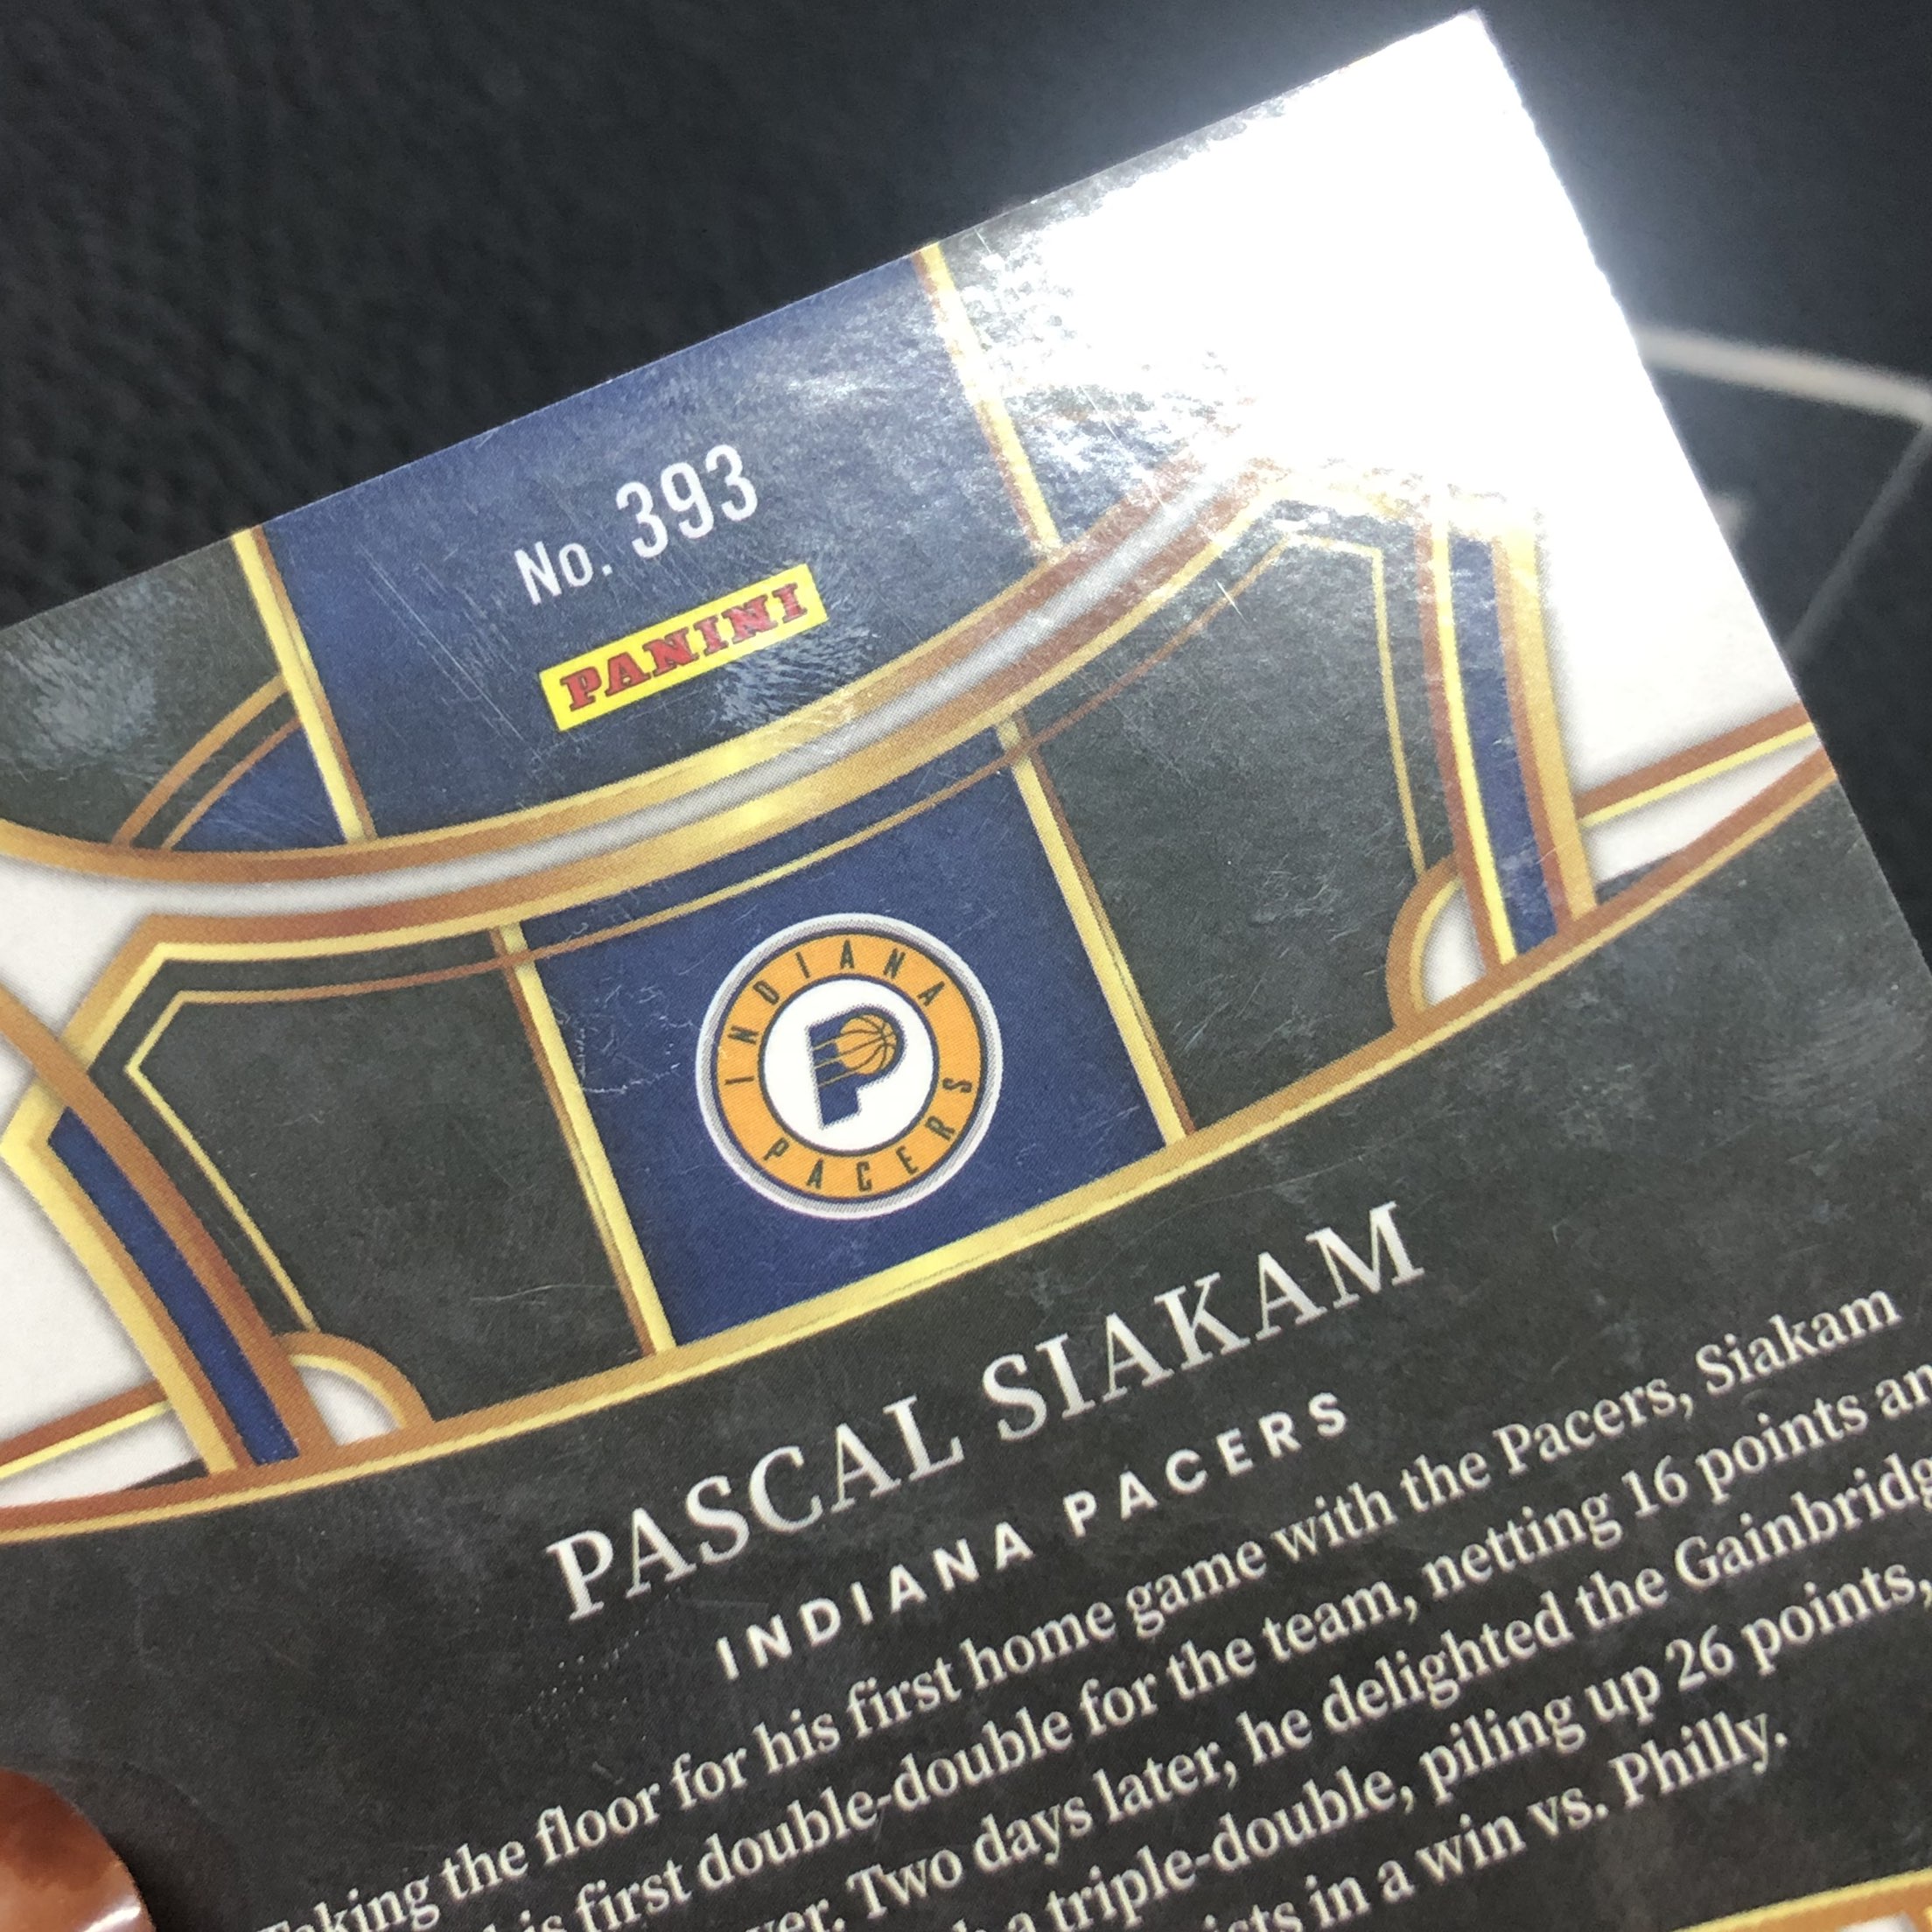 No. 393
PANINI
INDIANA
P
PACERS
PASCAL SIAKAM
INDIANA PACERS
the floor for his first home game with the Pacers, Siakam
first double-double for the team, netting 16 points
Two days later, he delighted the
a triple-double, piling up 26 points,
in a win vs. Philly.